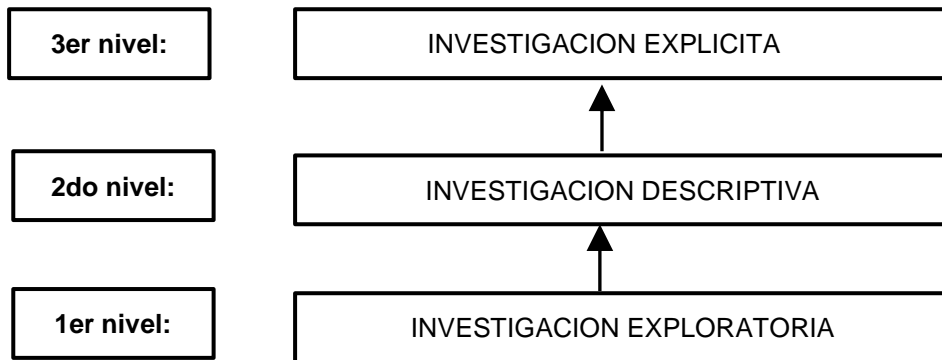 3er nivel:
INVESTIGACION EXPLICITA
2do nivel:
INVESTIGACION DESCRIPTIVA
1er nivel:
INVESTIGACION EXPLORATORIA